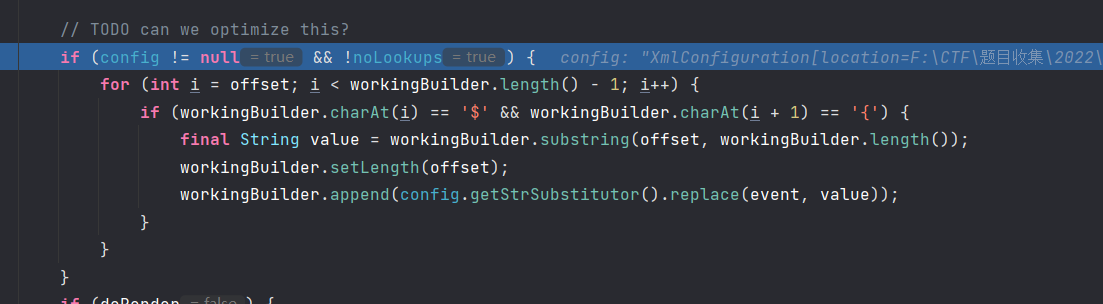 // TODO can we optimize this?
if (config != null = true && !noLookups = true ) {   config: "XmlConfiguration[location=F:\CTF\题目收集\2022\
for (int i = offset; i < workingBuilder.length() - 1; i++) {
if (workingBuilder.charAt(i) == '$' && workingBuilder.charAt(i + 1) == '{') {
final String value = workingBuilder.substring(offset, workingBuilder.length());
workingBuilder.setLength(offset);
workingBuilder.append(config.getStrSubstitutor().replace(event, value));
}
}
}
if (doRender = false ) {